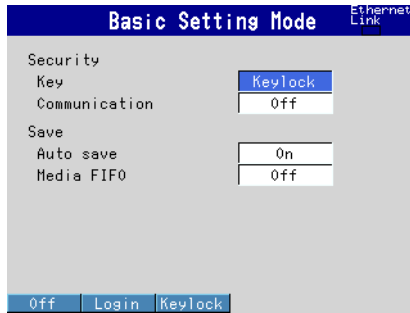 Basic Setting Mode
Ethernet
Link
Security
Key Keylock
Communication Off
Save
Auto save On
Media FIFO Off
Off Login Keylock